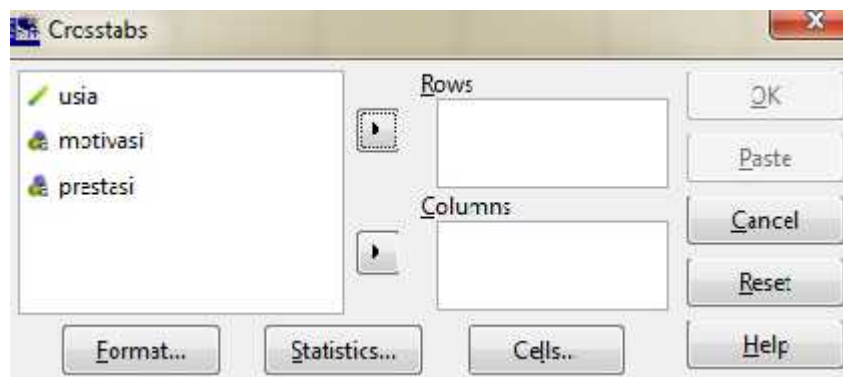 Crosstabs
usia
motivasi
prestasi
Rows
Columns
OK
Paste
Cancel
Reset
Help
Format...
Statistics...
Cells..